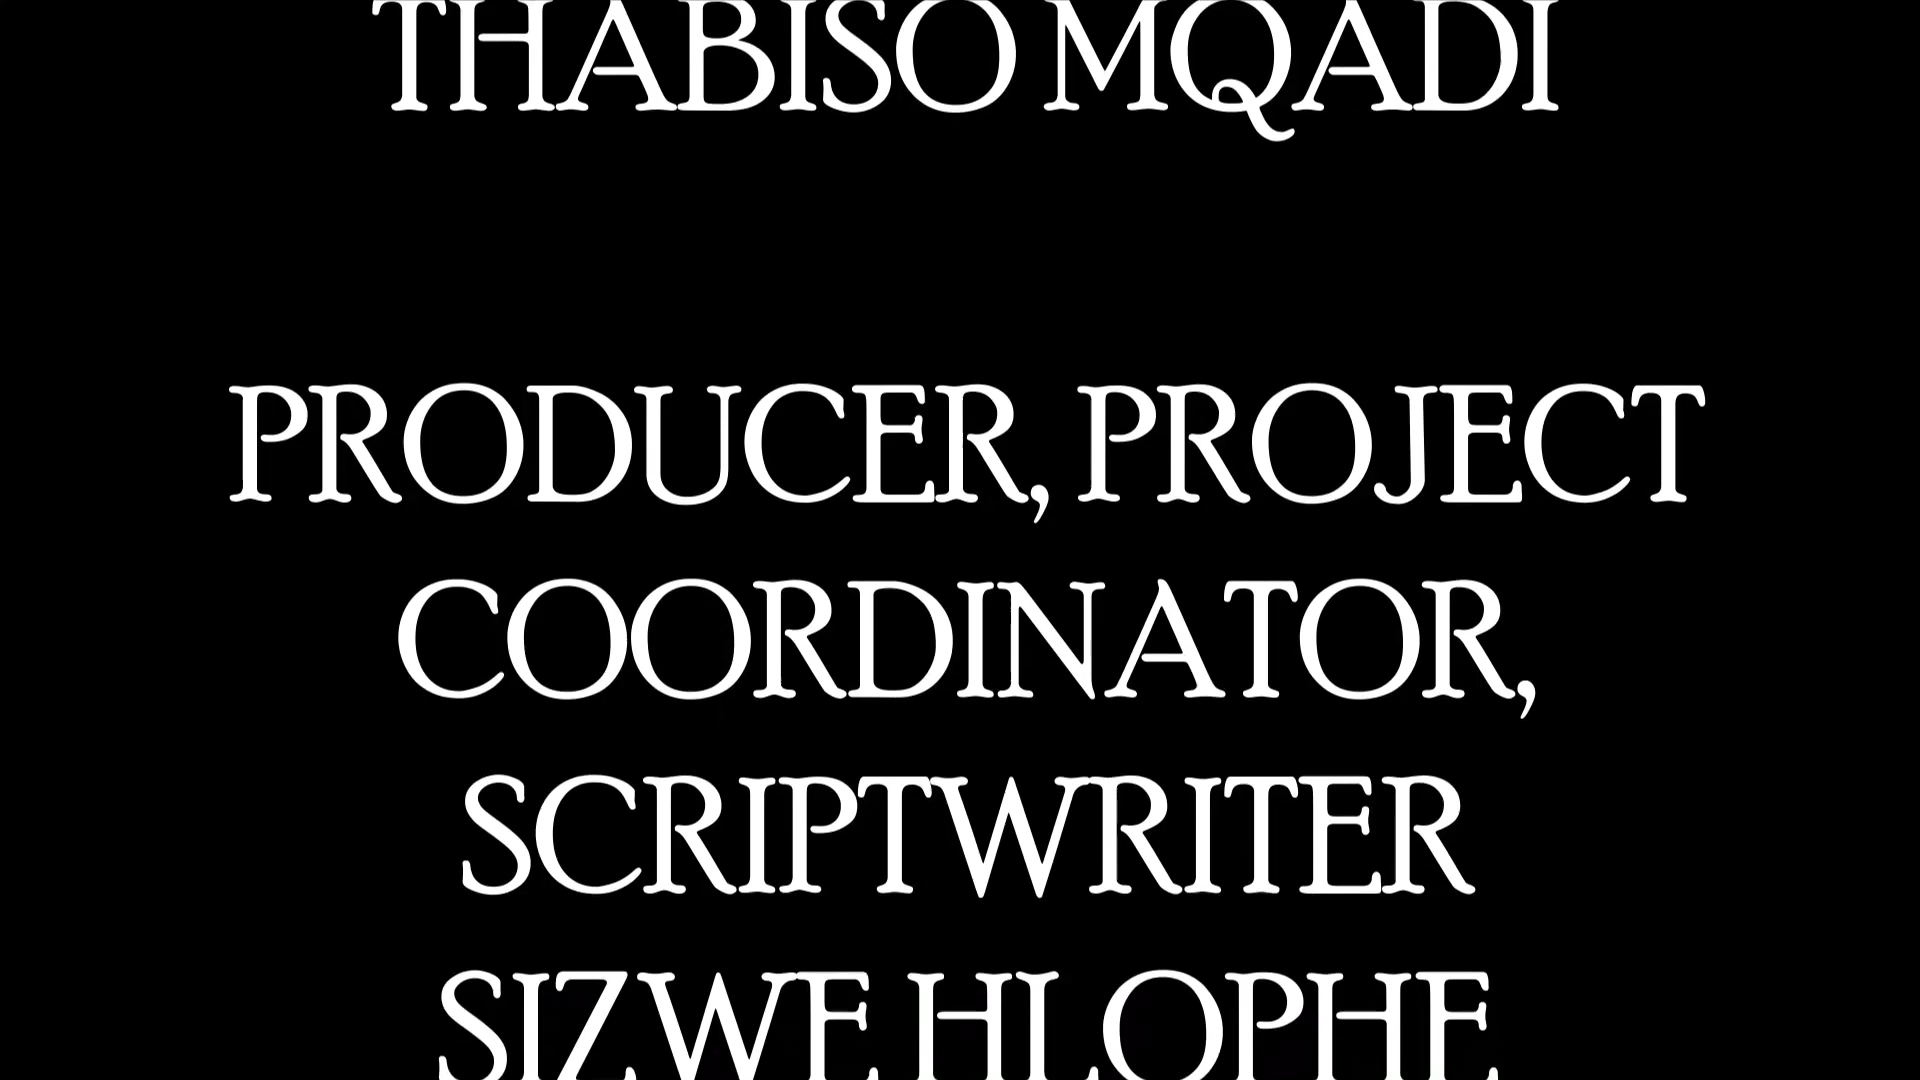 THABISO MQADI
PRODUCER, PROJECT
COORDINATOR,
SCRIPTWRITER
SIZWE HLOPHE